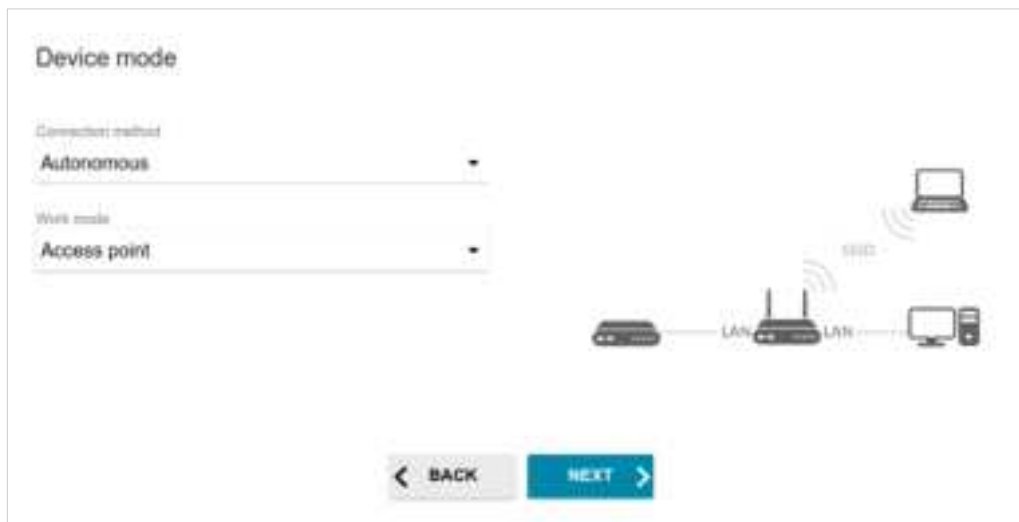 Device mode
Connection method
Autonomous
Work mode
Access point
LAN
LAN
BACK
NEXT